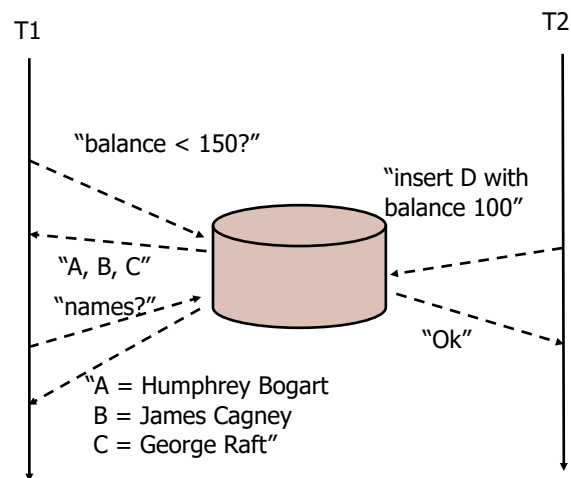 T1
T2
“balance < 150?”
“insert D with
balance 100”
“A, B, C”
“names?”
“Ok”
“A = Humphrey Bogart
B = James Cagney
C = George Raft”